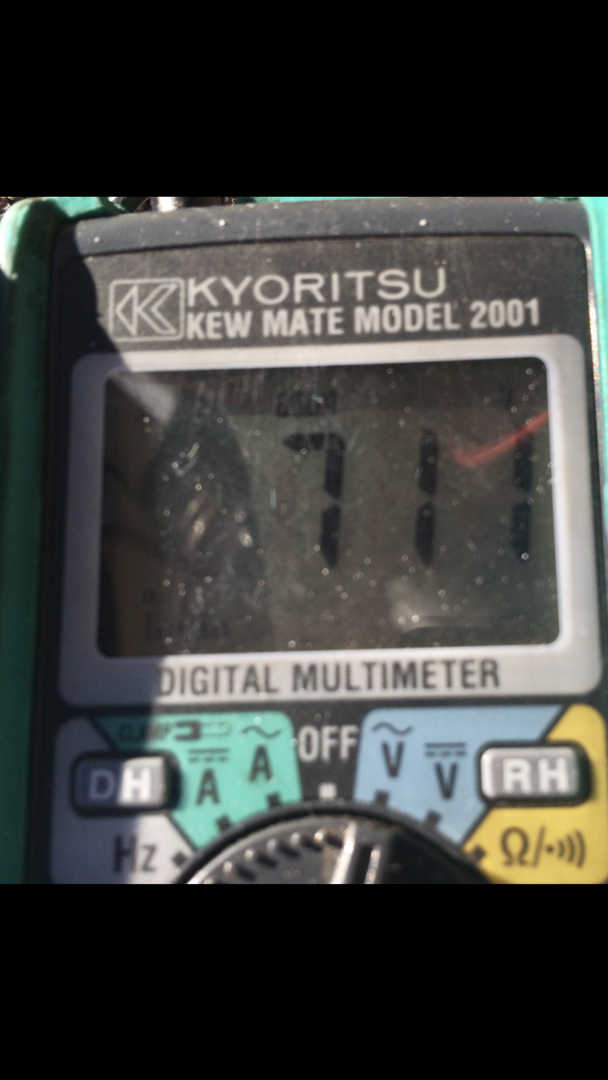 KYORITSU
KEW MATE MODEL 2001
711
DIGITAL MULTIMETER
OFF
DH A A V V RH
Hz Ω